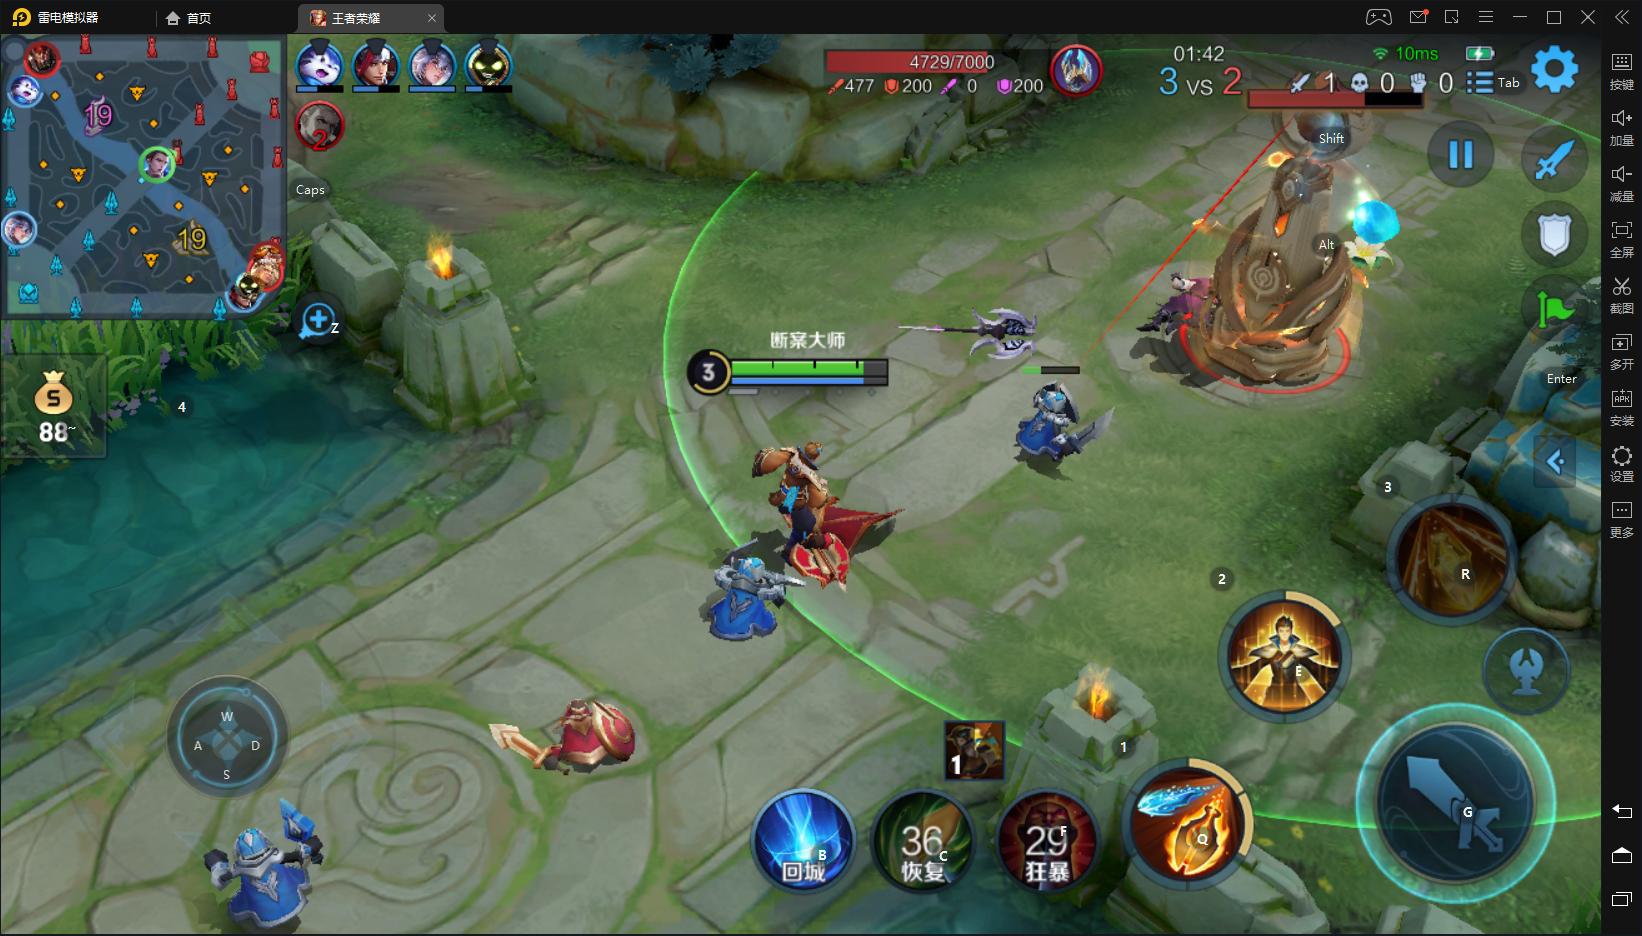 雷电模拟器
首页
王者荣耀
4729/7000
477 200 0 200
01:42
10ms
3 vs 2
1 0 0
Tab
按键
加量
减量
全屏
截图
多开
安装
设置
更多
19
19
2
Caps
Shift
Alt
Enter
Z
88~
4
断案大师
3
3
2
1
R
E
Q
G
W
A D
S
1
回城 B
36
恢复 C
29 F
狂暴